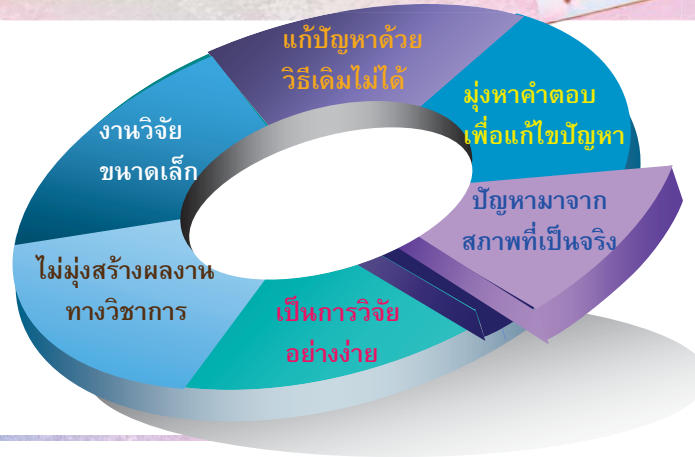 แก้ปัญหาด้วย
วิธีเดิมไม่ได้
มุ่งหาคำตอบ
เพื่อแก้ไขปัญหา
ปัญหามาจาก
สภาพที่เป็นจริง
เป็นการวิจัย
อย่างง่าย
ไม่มุ่งสร้างผลงาน
ทางวิชาการ
งานวิจัย
ขนาดเล็ก